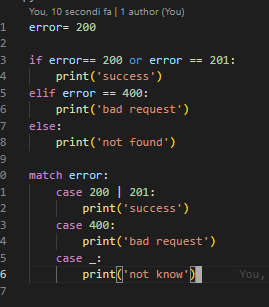 You, 10 secondi fa | 1 author (You)
1 error= 200
3 if error== 200 or error == 201:
4 print('success')
5 elif error == 400:
6 print('bad request')
7 else:
8 print('not found')
0 match error:
1 case 200 | 201:
2 print('success')
3 case 400:
4 print('bad request')
5 case _:
6 print('not know') You,
7